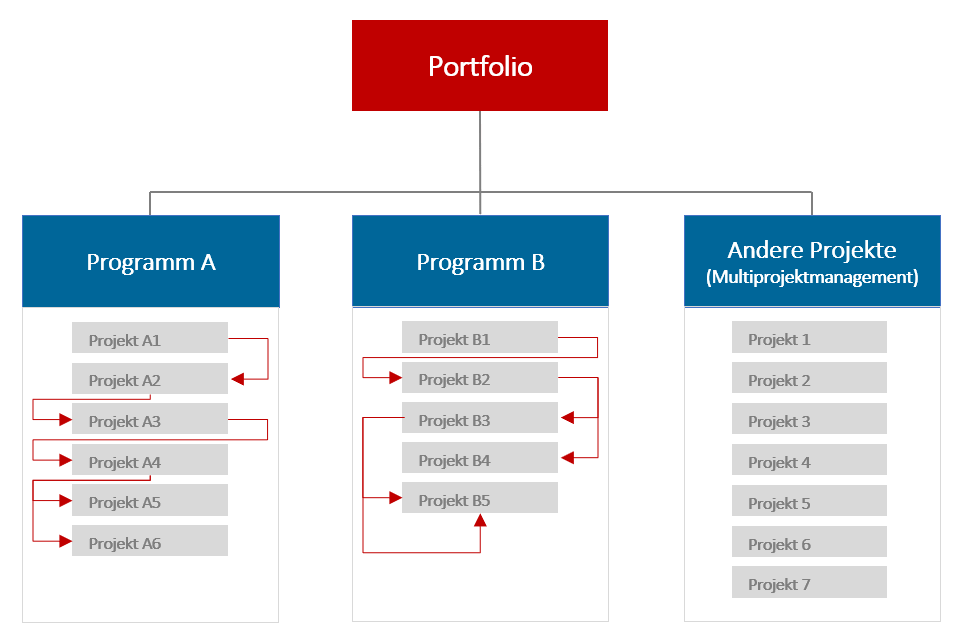 Portfolio
Programm A
Projekt A1
Projekt A2
Projekt A3
Projekt A4
Projekt A5
Projekt A6
Programm B
Projekt B1
Projekt B2
Projekt B3
Projekt B4
Projekt B5
Andere Projekte
(Multiprojektmanagement)
Projekt 1
Projekt 2
Projekt 3
Projekt 4
Projekt 5
Projekt 6
Projekt 7